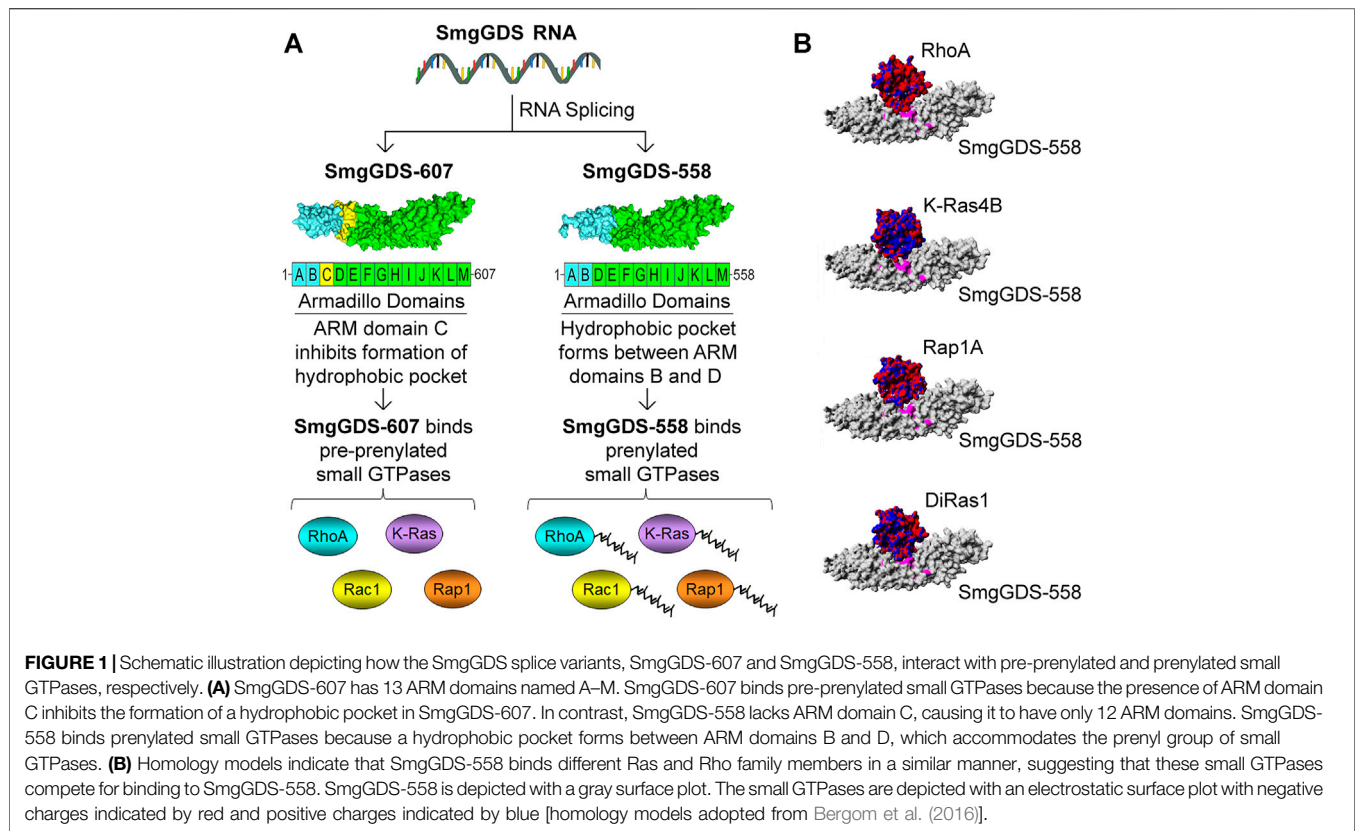 A
SmgGDS RNA
RNA Splicing
SmgGDS-607
1-ABCDEFGHIJKLM-607
Armadillo Domains
ARM domain C
inhibits formation of
hydrophobic pocket
SmgGDS-607 binds
pre-prenylated
small GTPases
RhoA
K-Ras
Rac1
Rap1
SmgGDS-558
1-ABDEFGHIJKLM-558
Armadillo Domains
Hydrophobic pocket
forms between ARM
domains B and D
SmgGDS-558 binds
prenylated
small GTPases
RhoA
K-Ras
Rac1
Rap1
B
RhoA
SmgGDS-558
K-Ras4B
SmgGDS-558
Rap1A
SmgGDS-558
DiRas1
SmgGDS-558
FIGURE 1 | Schematic illustration depicting how the SmgGDS splice variants, SmgGDS-607 and SmgGDS-558, interact with pre-prenylated and prenylated small
GTPases, respectively. (A) SmgGDS-607 has 13 ARM domains named A–M. SmgGDS-607 binds pre-prenylated small GTPases because the presence of ARM domain
C inhibits the formation of a hydrophobic pocket in SmgGDS-607. In contrast, SmgGDS-558 lacks ARM domain C, causing it to have only 12 ARM domains. SmgGDS-
558 binds prenylated small GTPases because a hydrophobic pocket forms between ARM domains B and D, which accommodates the prenyl group of small
GTPases. (B) Homology models indicate that SmgGDS-558 binds different Ras and Rho family members in a similar manner, suggesting that these small GTPases
compete for binding to SmgGDS-558. SmgGDS-558 is depicted with a gray surface plot. The small GTPases are depicted with an electrostatic surface plot with negative
charges indicated by red and positive charges indicated by blue [homology models adopted from Bergom et al. (2016)].